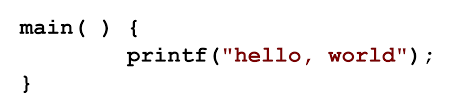 main( ) {
        printf("hello, world");
}